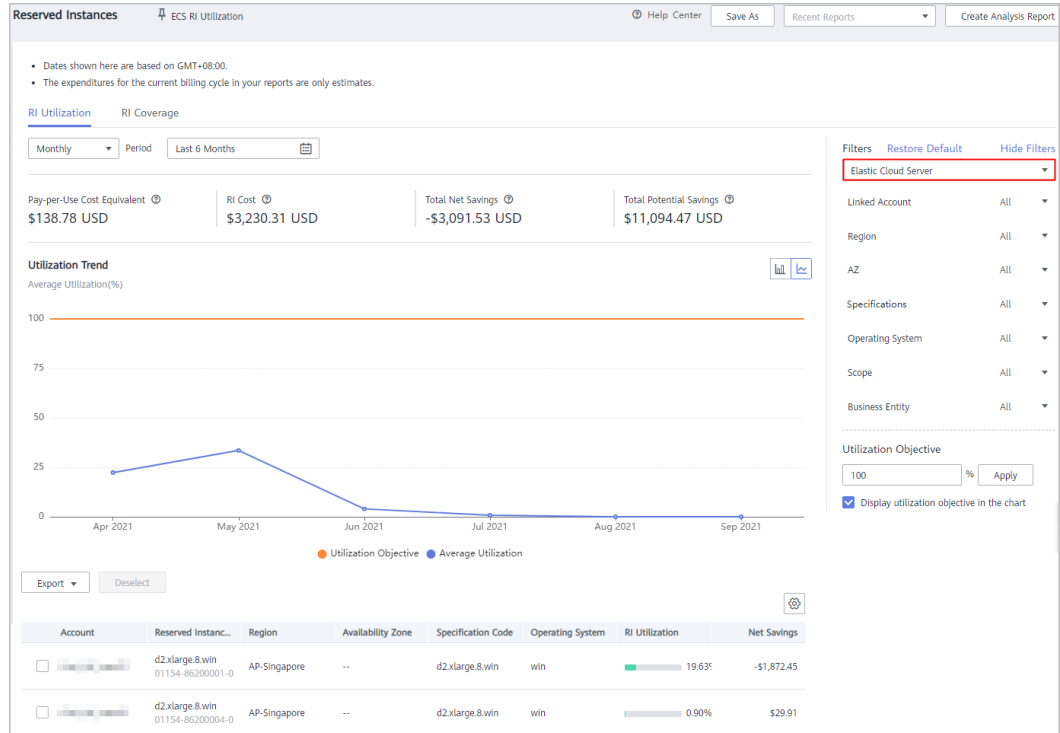 Reserved Instances
ECS RI Utilization
Help Center
Save As
Recent Reports
Create Analysis Report
Dates shown here are based on GMT+08:00.
The expenditures for the current billing cycle in your reports are only estimates.
RI Utilization RI Coverage
Monthly Period Last 6 Months
Pay-per-Use Cost Equivalent
$138.78 USD
RI Cost
$3,230.31 USD
Total Net Savings
-$3,091.53 USD
Total Potential Savings
$11,094.47 USD
Utilization Trend
Average Utilization(%)
100
75
50
25
0
Apr 2021 May 2021 Jun 2021 Jul 2021 Aug 2021 Sep 2021
Utilization Objective Average Utilization
Filters Restore Default Hide Filters
Elastic Cloud Server
Linked Account All
Region All
AZ All
Specifications All
Operating System All
Scope All
Business Entity All
Utilization Objective
100 % Apply
Display utilization objective in the chart
Export Deselect
Account Reserved Instanc... Region Availability Zone Specification Code Operating System RI Utilization Net Savings
d2.xlarge.8.win
01154-86200001-0
AP-Singapore -- d2.xlarge.8.win win 19.63% -$1,872.45
d2.xlarge.8.win
01154-86200004-0
AP-Singapore -- d2.xlarge.8.win win 0.90% $29.91